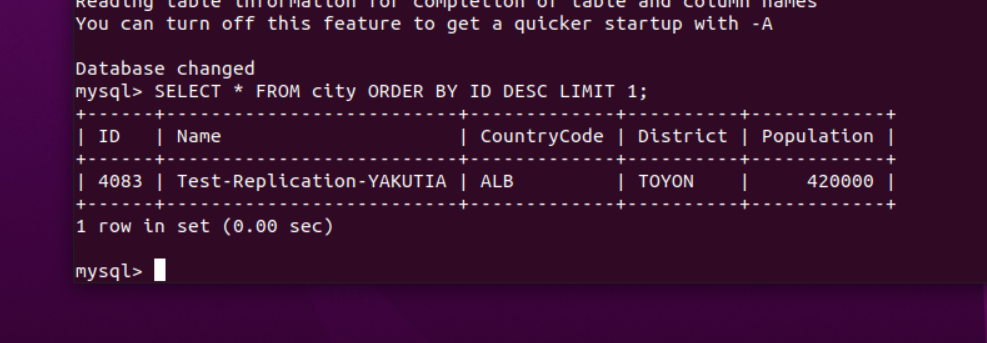 Reading table information for completion of table and column names
You can turn off this feature to get a quicker startup with -A
Database changed
mysql> SELECT * FROM city ORDER BY ID DESC LIMIT 1;
+------+-------------------------+-------------+----------+------------+
| ID   | Name                    | CountryCode | District | Population |
+------+-------------------------+-------------+----------+------------+
| 4083 | Test-Replication-YAKUTIA | ALB         | TOYON    |     420000 |
+------+-------------------------+-------------+----------+------------+
1 row in set (0.00 sec)
mysql>